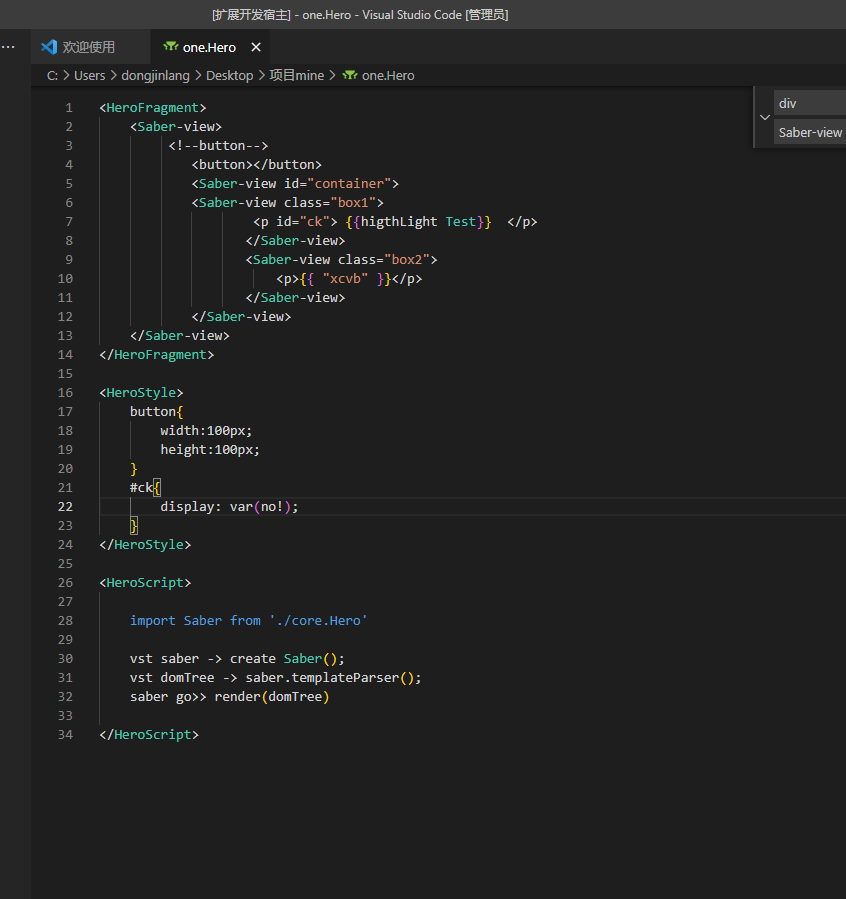 [扩展开发宿主] - one.Hero - Visual Studio Code [管理员]
··· 欢迎使用 one.Hero ×
C: > Users > dongjinlang > Desktop > 项目mine > one.Hero
div
Saber-view
1 <HeroFragment>
2 <Saber-view>
3 <!--button-->
4 <button></button>
5 <Saber-view id="container">
6 <Saber-view class="box1">
7 <p id="ck"> {{higthLight Test}} </p>
8 </Saber-view>
9 <Saber-view class="box2">
10 <p>{{ "xcvb" }}</p>
11 </Saber-view>
12 </Saber-view>
13 </Saber-view>
14 </HeroFragment>
15
16 <HeroStyle>
17 button{
18 width:100px;
19 height:100px;
20 }
21 #ck{
22 display: var(no!);
23 }
24 </HeroStyle>
25
26 <HeroScript>
27
28 import Saber from './core.Hero'
29
30 vst saber -> create Saber();
31 vst domTree -> saber.templateParser();
32 saber go>> render(domTree)
33
34 </HeroScript>